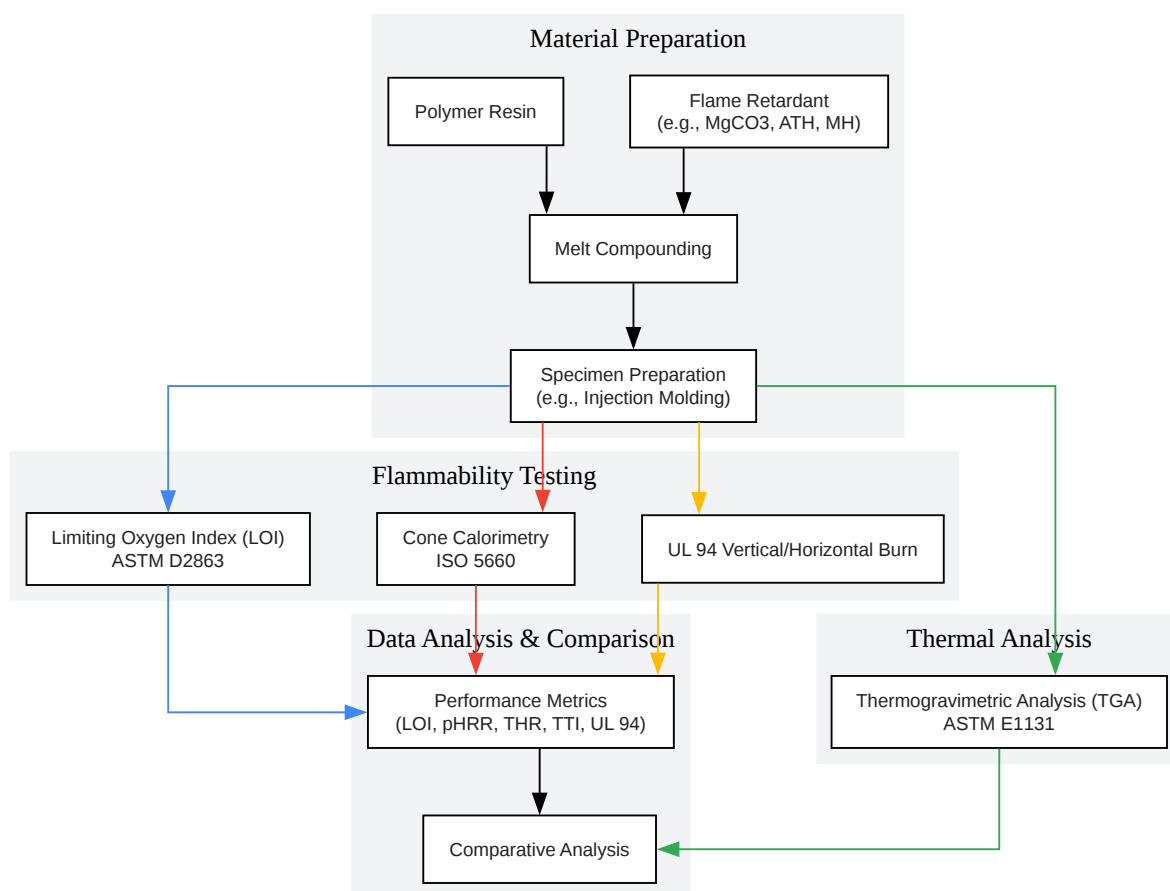 Material Preparation
Polymer Resin
Flame Retardant
(e.g., MgCO3, ATH, MH)
Melt Compounding
Specimen Preparation
(e.g., Injection Molding)
Flammability Testing
Limiting Oxygen Index (LOI)
ASTM D2863
Cone Calorimetry
ISO 5660
UL 94 Vertical/Horizontal Burn
Data Analysis & Comparison
Thermal Analysis
Performance Metrics
(LOI, pHRR, THR, TTI, UL 94)
Thermogravimetric Analysis (TGA)
ASTM E1131
Comparative Analysis